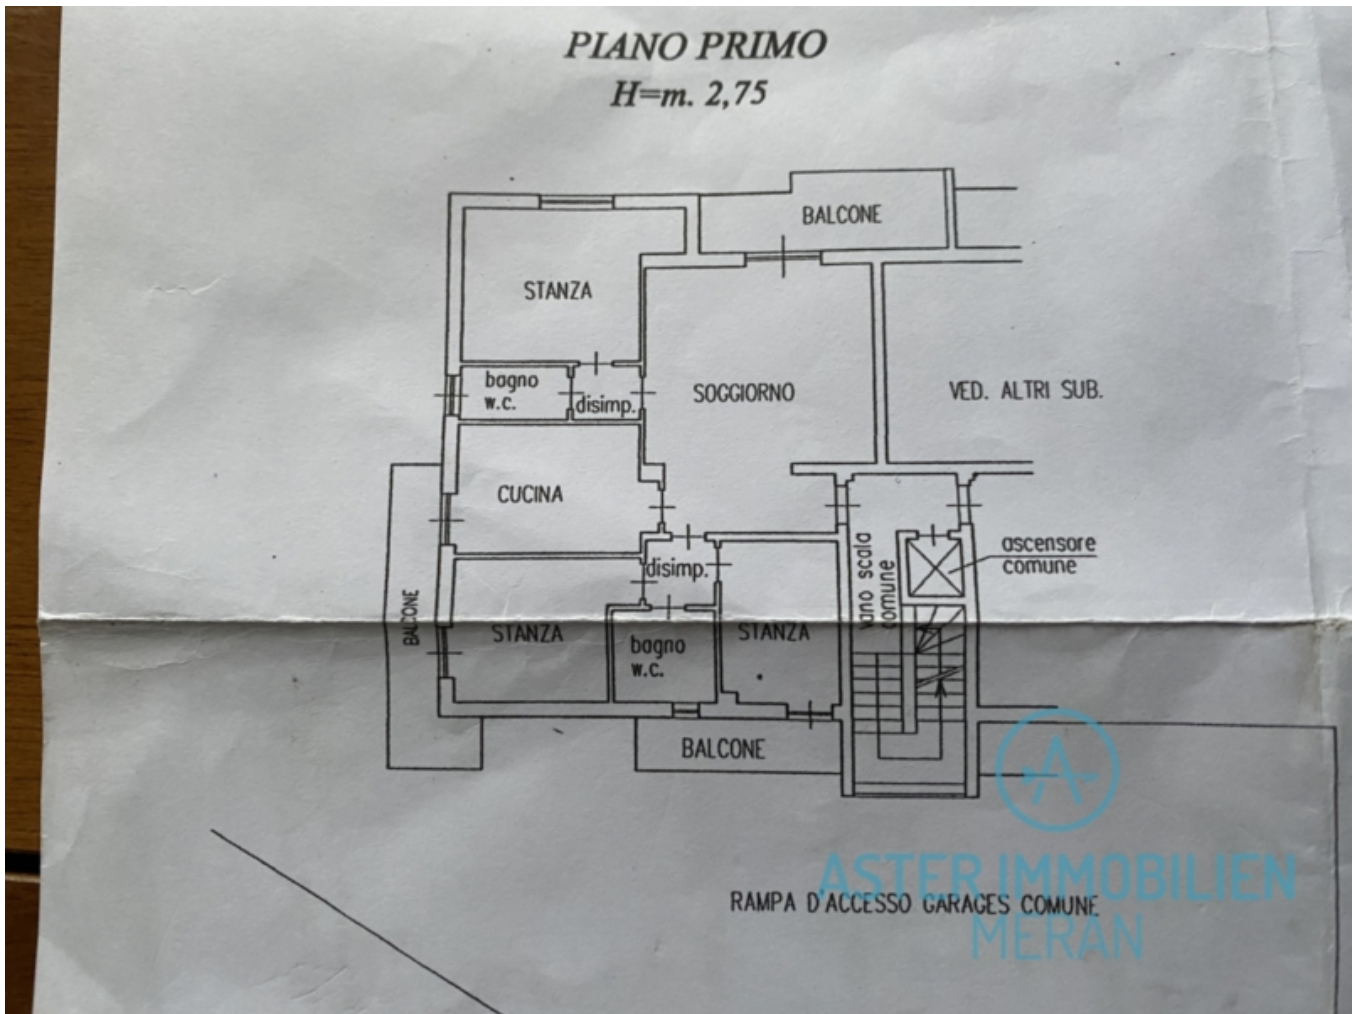 PIANO PRIMO
H=m. 2,75
BALCONE
STANZA
bagno
w.c.
disimp.
SOGGIORNO
VED. ALTRI SUB.
CUCINA
vano scala
comune
ascensore
comune
disimp.
BALCONE
STANZA
bagno
w.c.
STANZA
BALCONE
RAMPA D'ACCESSO GARAGES COMUNE
ASTER IMMOBILIEN
MERAN